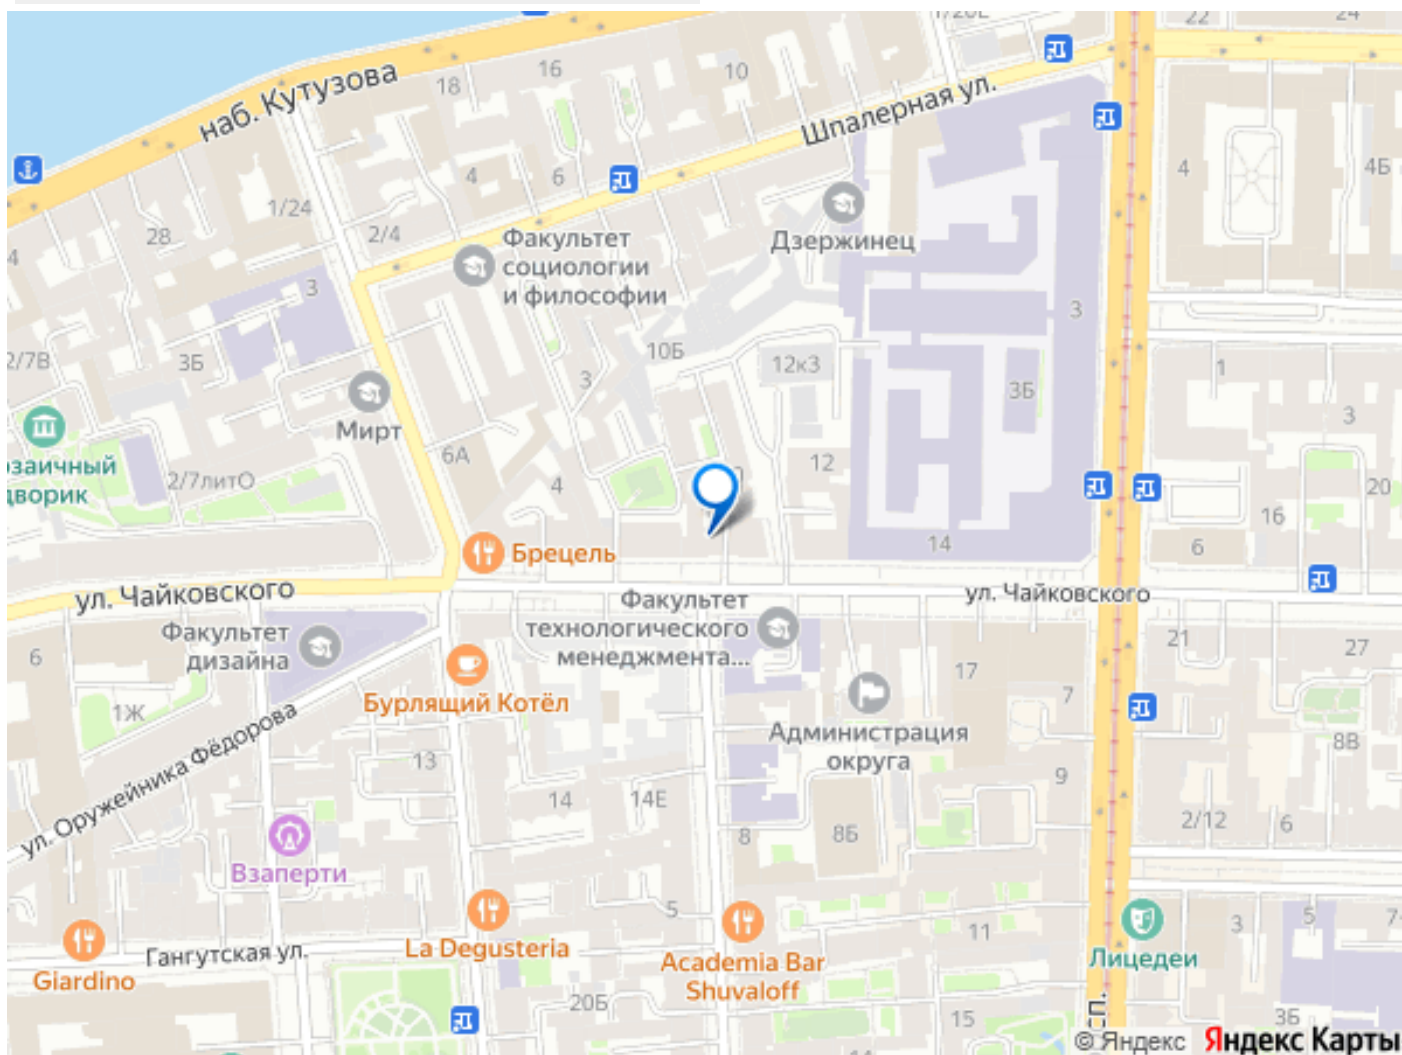 24
22
16
10
18
наб. Кутузова
Шпалерная ул.
4
4Б
4
6
1/24
2/4
28
Факультет
социологии
и философии
Дзержинец
4
3
3
2/7В
3Б
10Б
12к3
3
3Б
1
Мирт
6А
3
озаичный
дворик
2/7литО
4
12
20
16
6
14
Брецель
ул. Чайковского
ул. Чайковского
Факультет
технологического
менеджмента...
Факультет
дизайна
6
17
21
27
7
1Ж
Бурлящий Котёл
Администрация
округа
8В
ул. Оружейника Фёдорова
13
9
14
14Е
8
8Б
2/12
6
Взаперти
5
11
3
5
7
Гангутская ул.
La Degusteria
Academia Bar
Shuvaloff
Лицедеи
Giardino
20Б
15
3Б
СП.
14
© Яндекс Яндекс Карты